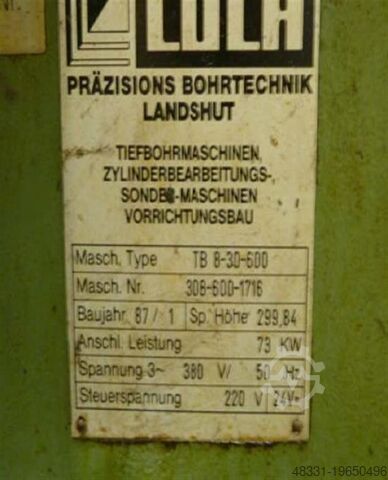 NT.
LOCH
PRÄZISIONS BOHRTECHNIK
LANDSHUT
TIEFBOHRMASCHINEN,
ZYLINDERBEARBEITUNGS-,
SONDER-MASCHINEN
VORRICHTUNGSBAU
Masch. Type TB 8-30-600
Masch. Nr. 308-600-1716
Baujahr 87/1 Sp. Höhe 299,84
Anschl. Leistung 73 KW
Spannung 3~ 380 V/ 50 Hz
Steuerspannung 220 V 24V-
48331-19650496